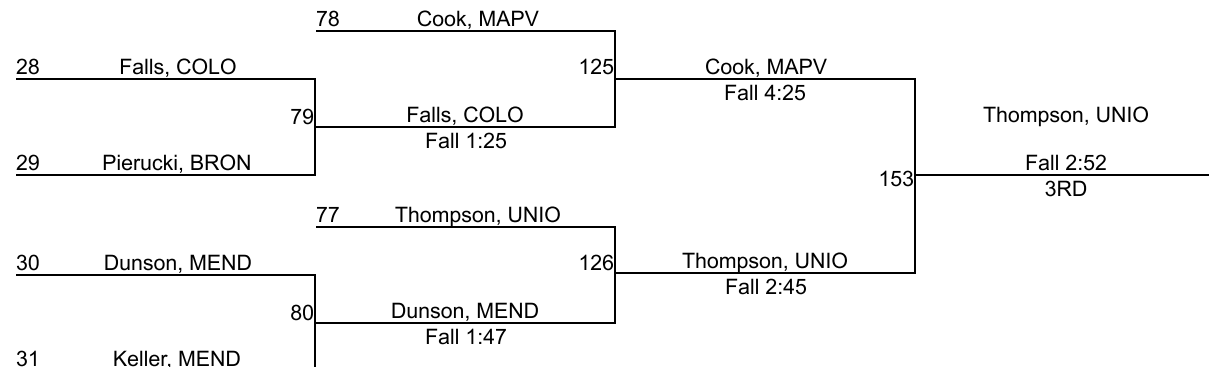 78 Cook, MAPV
28 Falls, COLO
125 Cook, MAPV
Fall 4:25
79 Falls, COLO
Fall 1:25
Thompson, UNIO
29 Pierucki, BRON
Fall 2:52
153
3RD
77 Thompson, UNIO
30 Dunson, MEND
126 Thompson, UNIO
Fall 2:45
80 Dunson, MEND
Fall 1:47
31 Keller, MEND